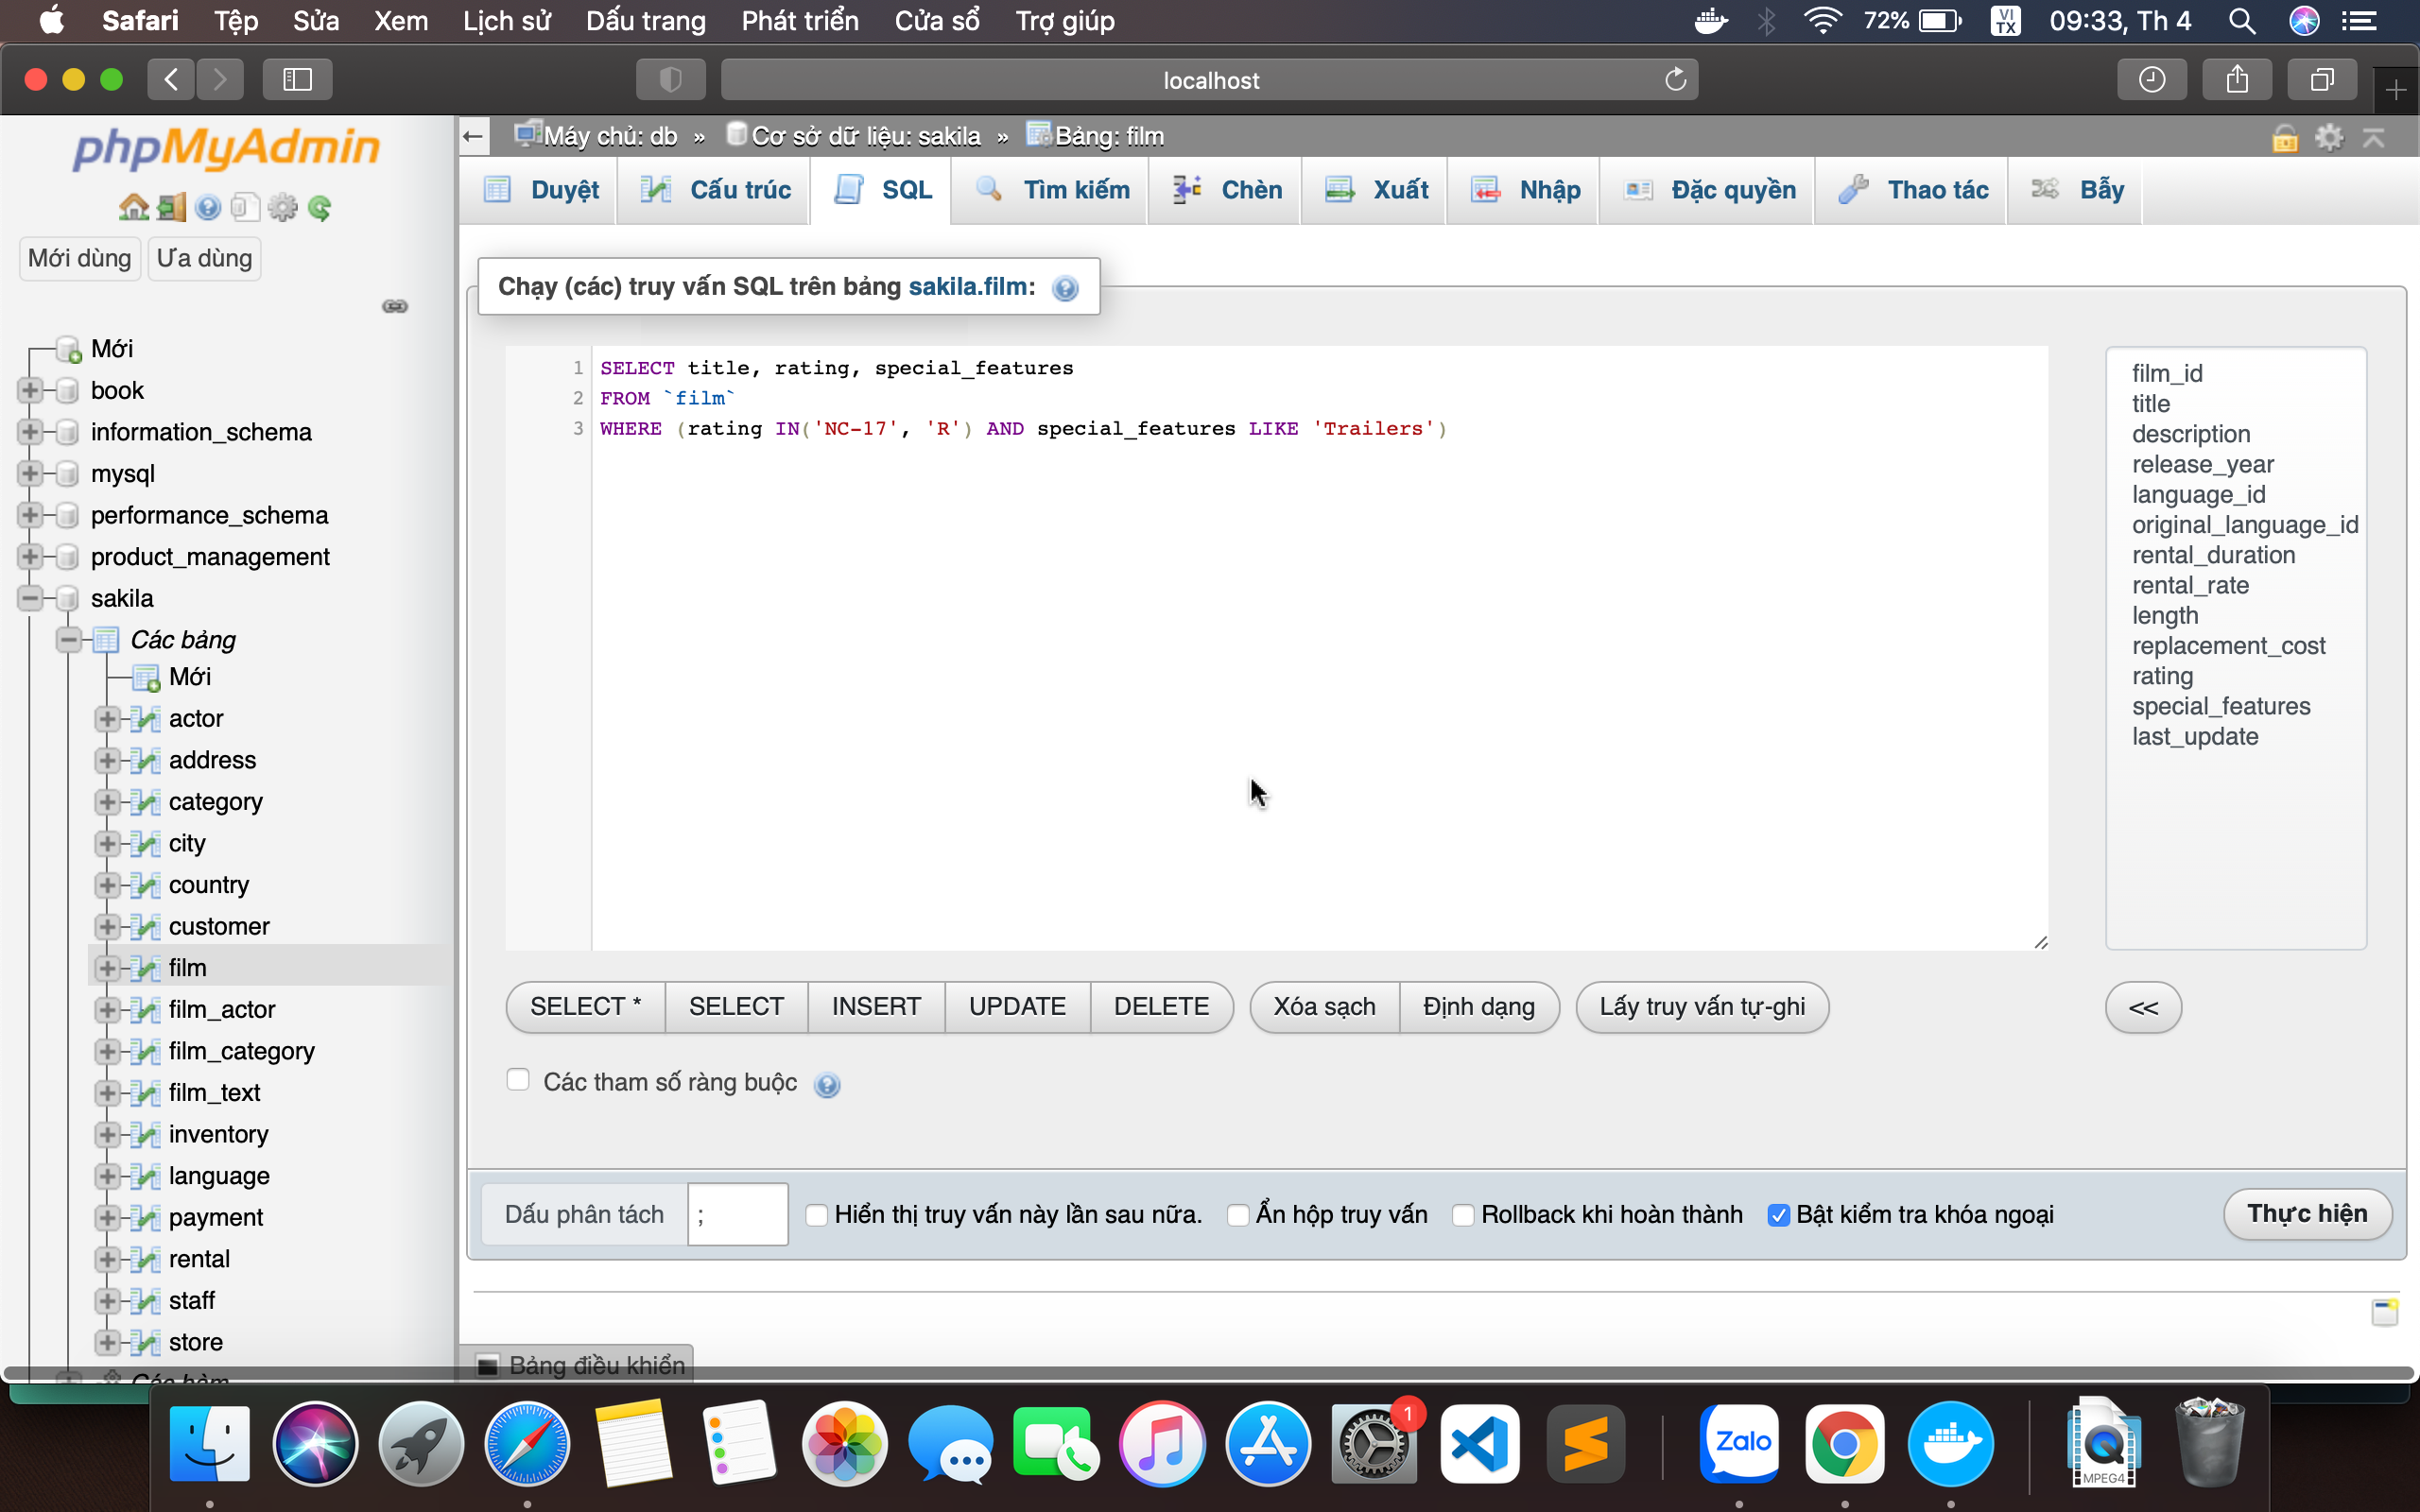 Safari Tệp Sửa Xem Lịch sử Dấu trang Phát triển Cửa sổ Trợ giúp 72% VI TX 09:33, Th 4
localhost
phpMyAdmin
Mới dùng Ưa dùng
Mới
book
information_schema
mysql
performance_schema
product_management
sakila
Các bảng
Mới
actor
address
category
city
country
customer
film
film_actor
film_category
film_text
inventory
language
payment
rental
staff
store
Các hàm
Máy chủ: db » Cơ sở dữ liệu: sakila » Bảng: film
Duyệt Cấu trúc SQL Tìm kiếm Chèn Xuất Nhập Đặc quyền Thao tác Bẫy
Chạy (các) truy vấn SQL trên bảng sakila.film:
1 SELECT title, rating, special_features
2 FROM `film`
3 WHERE (rating IN('NC-17', 'R') AND special_features LIKE 'Trailers')
film_id
title
description
release_year
language_id
original_language_id
rental_duration
rental_rate
length
replacement_cost
rating
special_features
last_update
SELECT * SELECT INSERT UPDATE DELETE Xóa sạch Định dạng Lấy truy vấn tự-ghi <<
Các tham số ràng buộc
Dấu phân tách ; Hiển thị truy vấn này lần sau nữa. Ẩn hộp truy vấn Rollback khi hoàn thành Bật kiểm tra khóa ngoại Thực hiện
Bảng điều khiển
1
Zalo
MPEG4